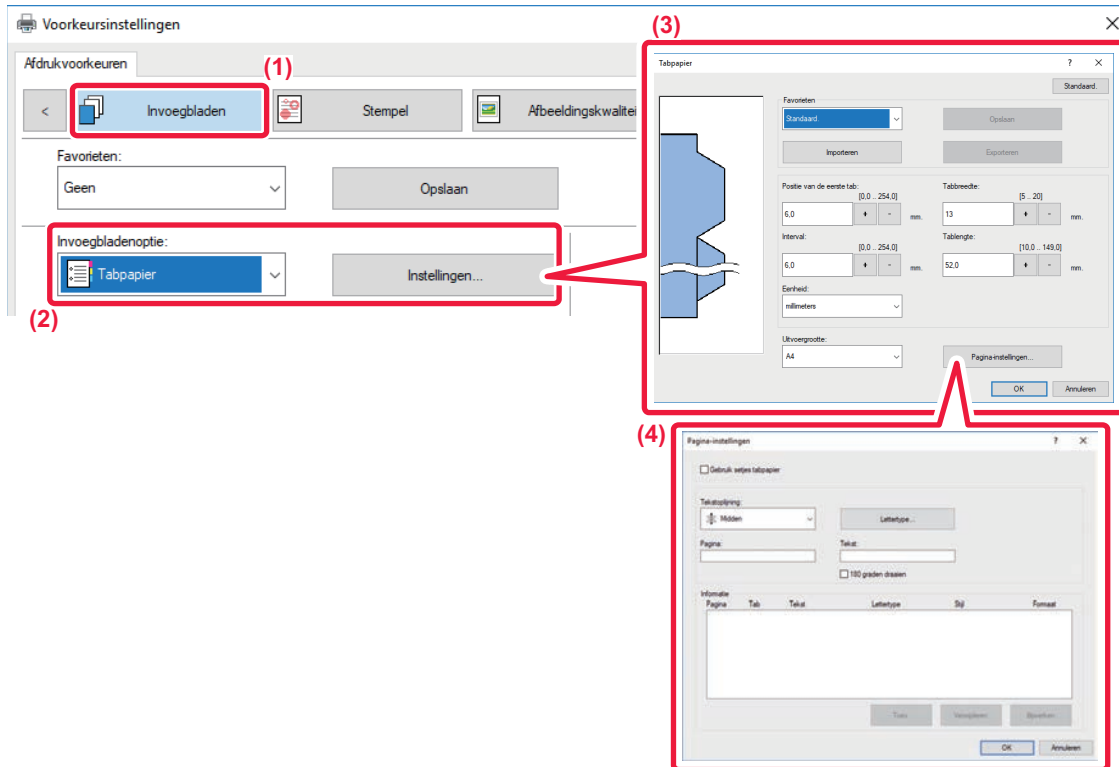 Voorkeursinstellingen
Afdrukvoorkeuren
(1)
< Invoegbladen Stempel Afbeeldingskwalitei
Favorieten:
Geen Opslaan
Invoegbladenoptie:
Tabpapier Instellingen...
(2)
(3)
Tabpapier ? X
Standaard.
Favorieten
Standaard. Opslaan
Importeren Exporteren
Positie van de eerste tab: Tabbreedte:
[0,0 .. 254,0] [5 .. 20]
6,0 + - mm. 13 + - mm.
Interval: Tablengte:
[0,0 .. 254,0] [10,0 .. 149,0]
6,0 + - mm. 52,0 + - mm.
Eenheid:
millimeters
Uitvoergrootte:
A4 Pagina-instellingen...
OK Annuleren
(4)
Pagina-instellingen ? X
Gebruik setjes tabpapier
Tekstoplijning:
Midden Lettertype...
Pagina: Tekst:
180 graden draaien
Informatie
Pagina Tab Tekst Lettertype Stijl Formaat
Verwijderen
OK Annuleren